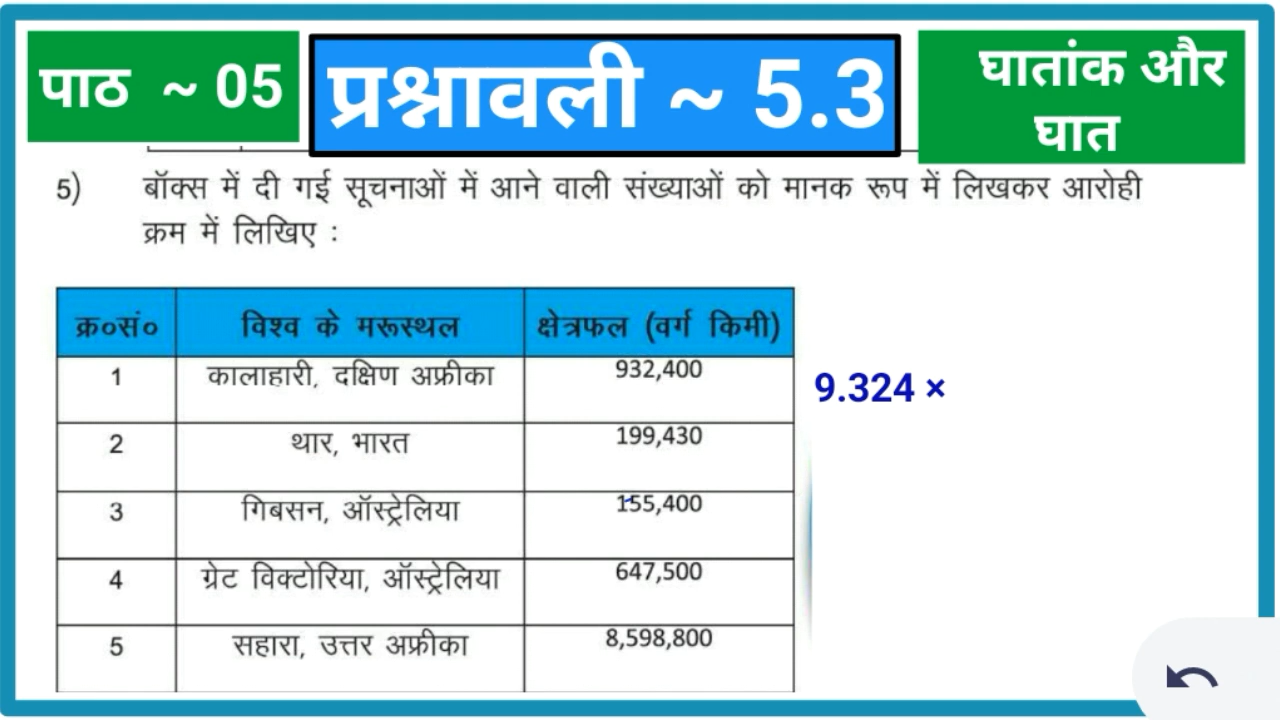 पाठ ~ 05
प्रश्नावली ~ 5.3
घातांक और
घात
5) बॉक्स में दी गई सूचनाओं में आने वाली संख्याओं को मानक रूप में लिखकर आरोही
क्रम में लिखिए :
क्र०सं० विश्व के मरूस्थल क्षेत्रफल (वर्ग किमी)
1 कालाहारी, दक्षिण अफ्रीका 932,400 9.324 ×
2 थार, भारत 199,430
3 गिबसन, ऑस्ट्रेलिया 155,400
4 ग्रेट विक्टोरिया, ऑस्ट्रेलिया 647,500
5 सहारा, उत्तर अफ्रीका 8,598,800